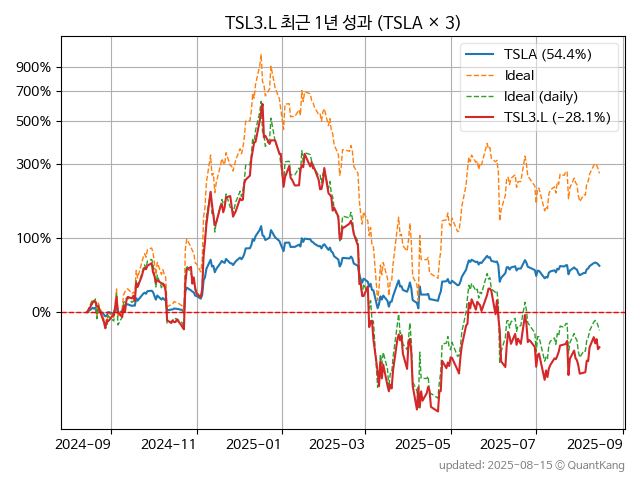 TSL3.L 최근 1년 성과 (TSLA × 3)
TSLA (54.4%)
Ideal
Ideal (daily)
TSL3.L (−28.1%)
900%
700%
500%
300%
100%
0%
2024-09 2024-11 2025-01 2025-03 2025-05 2025-07 2025-09
updated: 2025-08-15 © QuantKang